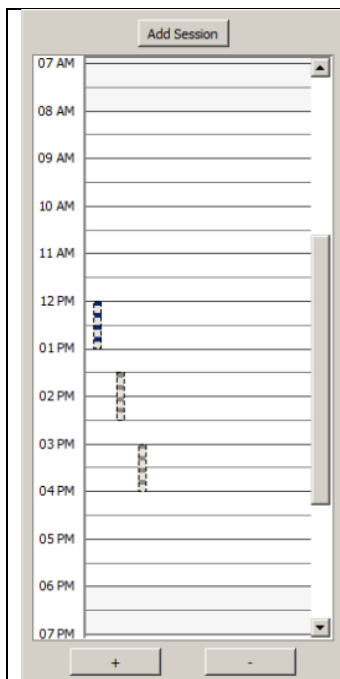 Add Session
07 AM
08 AM
09 AM
10 AM
11 AM
12 PM
01 PM
02 PM
03 PM
04 PM
05 PM
06 PM
07 PM
+ -